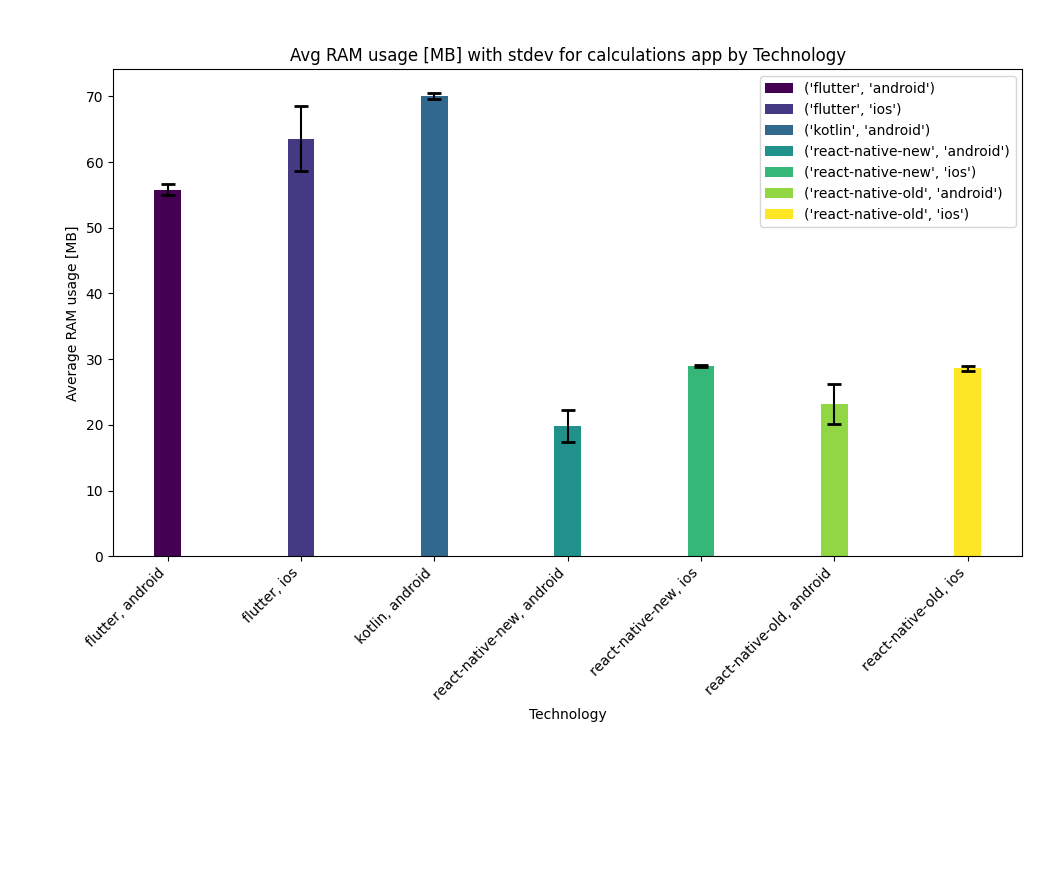 Avg RAM usage [MB] with stdev for calculations app by Technology
('flutter', 'android')
('flutter', 'ios')
('kotlin', 'android')
('react-native-new', 'android')
('react-native-new', 'ios')
('react-native-old', 'android')
('react-native-old', 'ios')
Average RAM usage [MB]
70
60
50
40
30
20
10
0
flutter, android
flutter, ios
kotlin, android
react-native-new, android
react-native-new, ios
react-native-old, android
react-native-old, ios
Technology